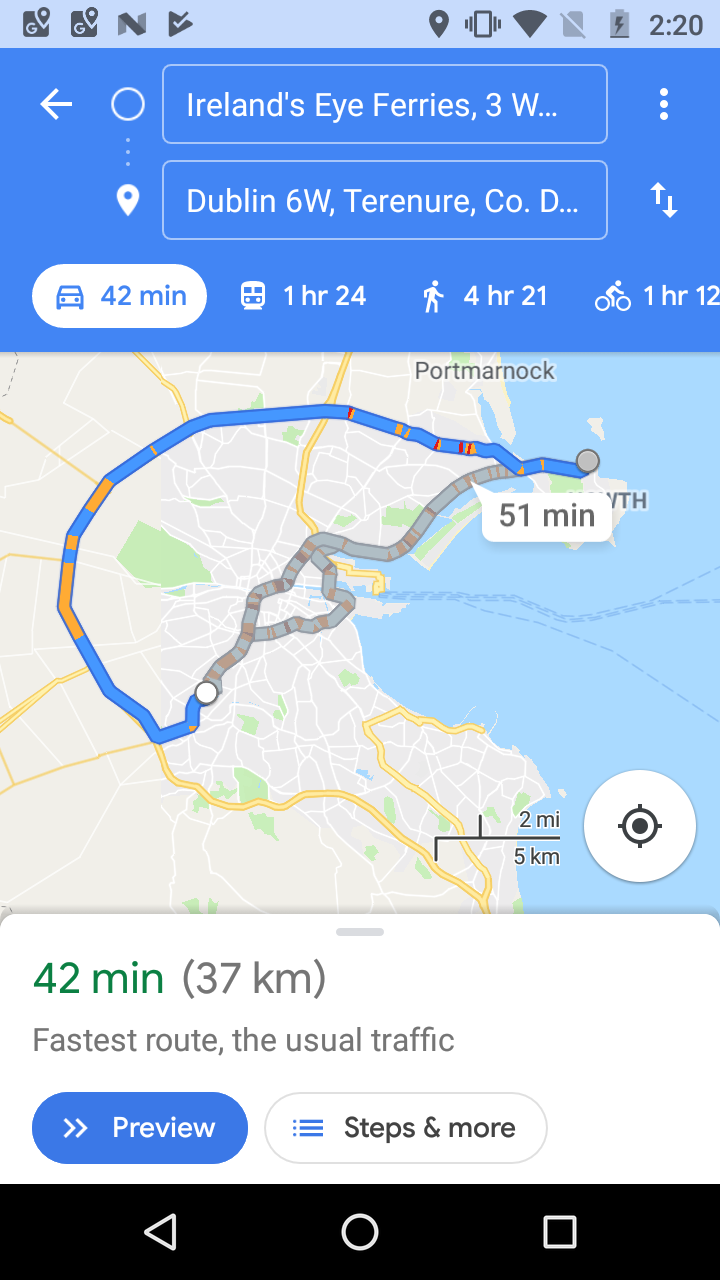 2:20
Ireland's Eye Ferries, 3 W...
Dublin 6W, Terenure, Co. D...
42 min
1 hr 24
4 hr 21
1 hr 12
Portmarnock
51 min
2 mi
5 km
42 min (37 km)
Fastest route, the usual traffic
Preview
Steps & more